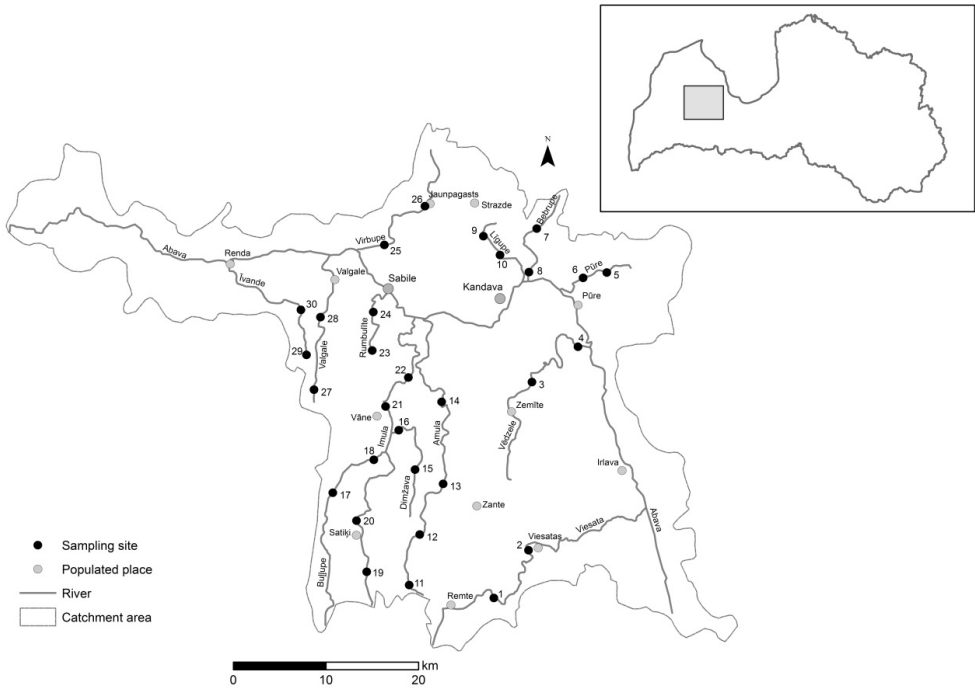 N
Jaunpagasts
26
Strazde
Bebrupe
9
Līgupe
7
Virbupe
25
10
Abava
Renda
Valgale
Sabile
8
6
Pūre
5
Īvande
Kandava
Pūre
30
28
24
Rumbulīte
4
29
Valgale
23
22
3
27
21
14
Zemīte
Vāne
16
Imula
Amula
Vēdzele
18
15
Irlava
17
Dimžava
13
Zante
20
Satiķi
12
Viesata
Abava
2
Viesatas
Buļļupe
19
11
Remte
1
Sampling site
Populated place
River
Catchment area
km
0
10
20